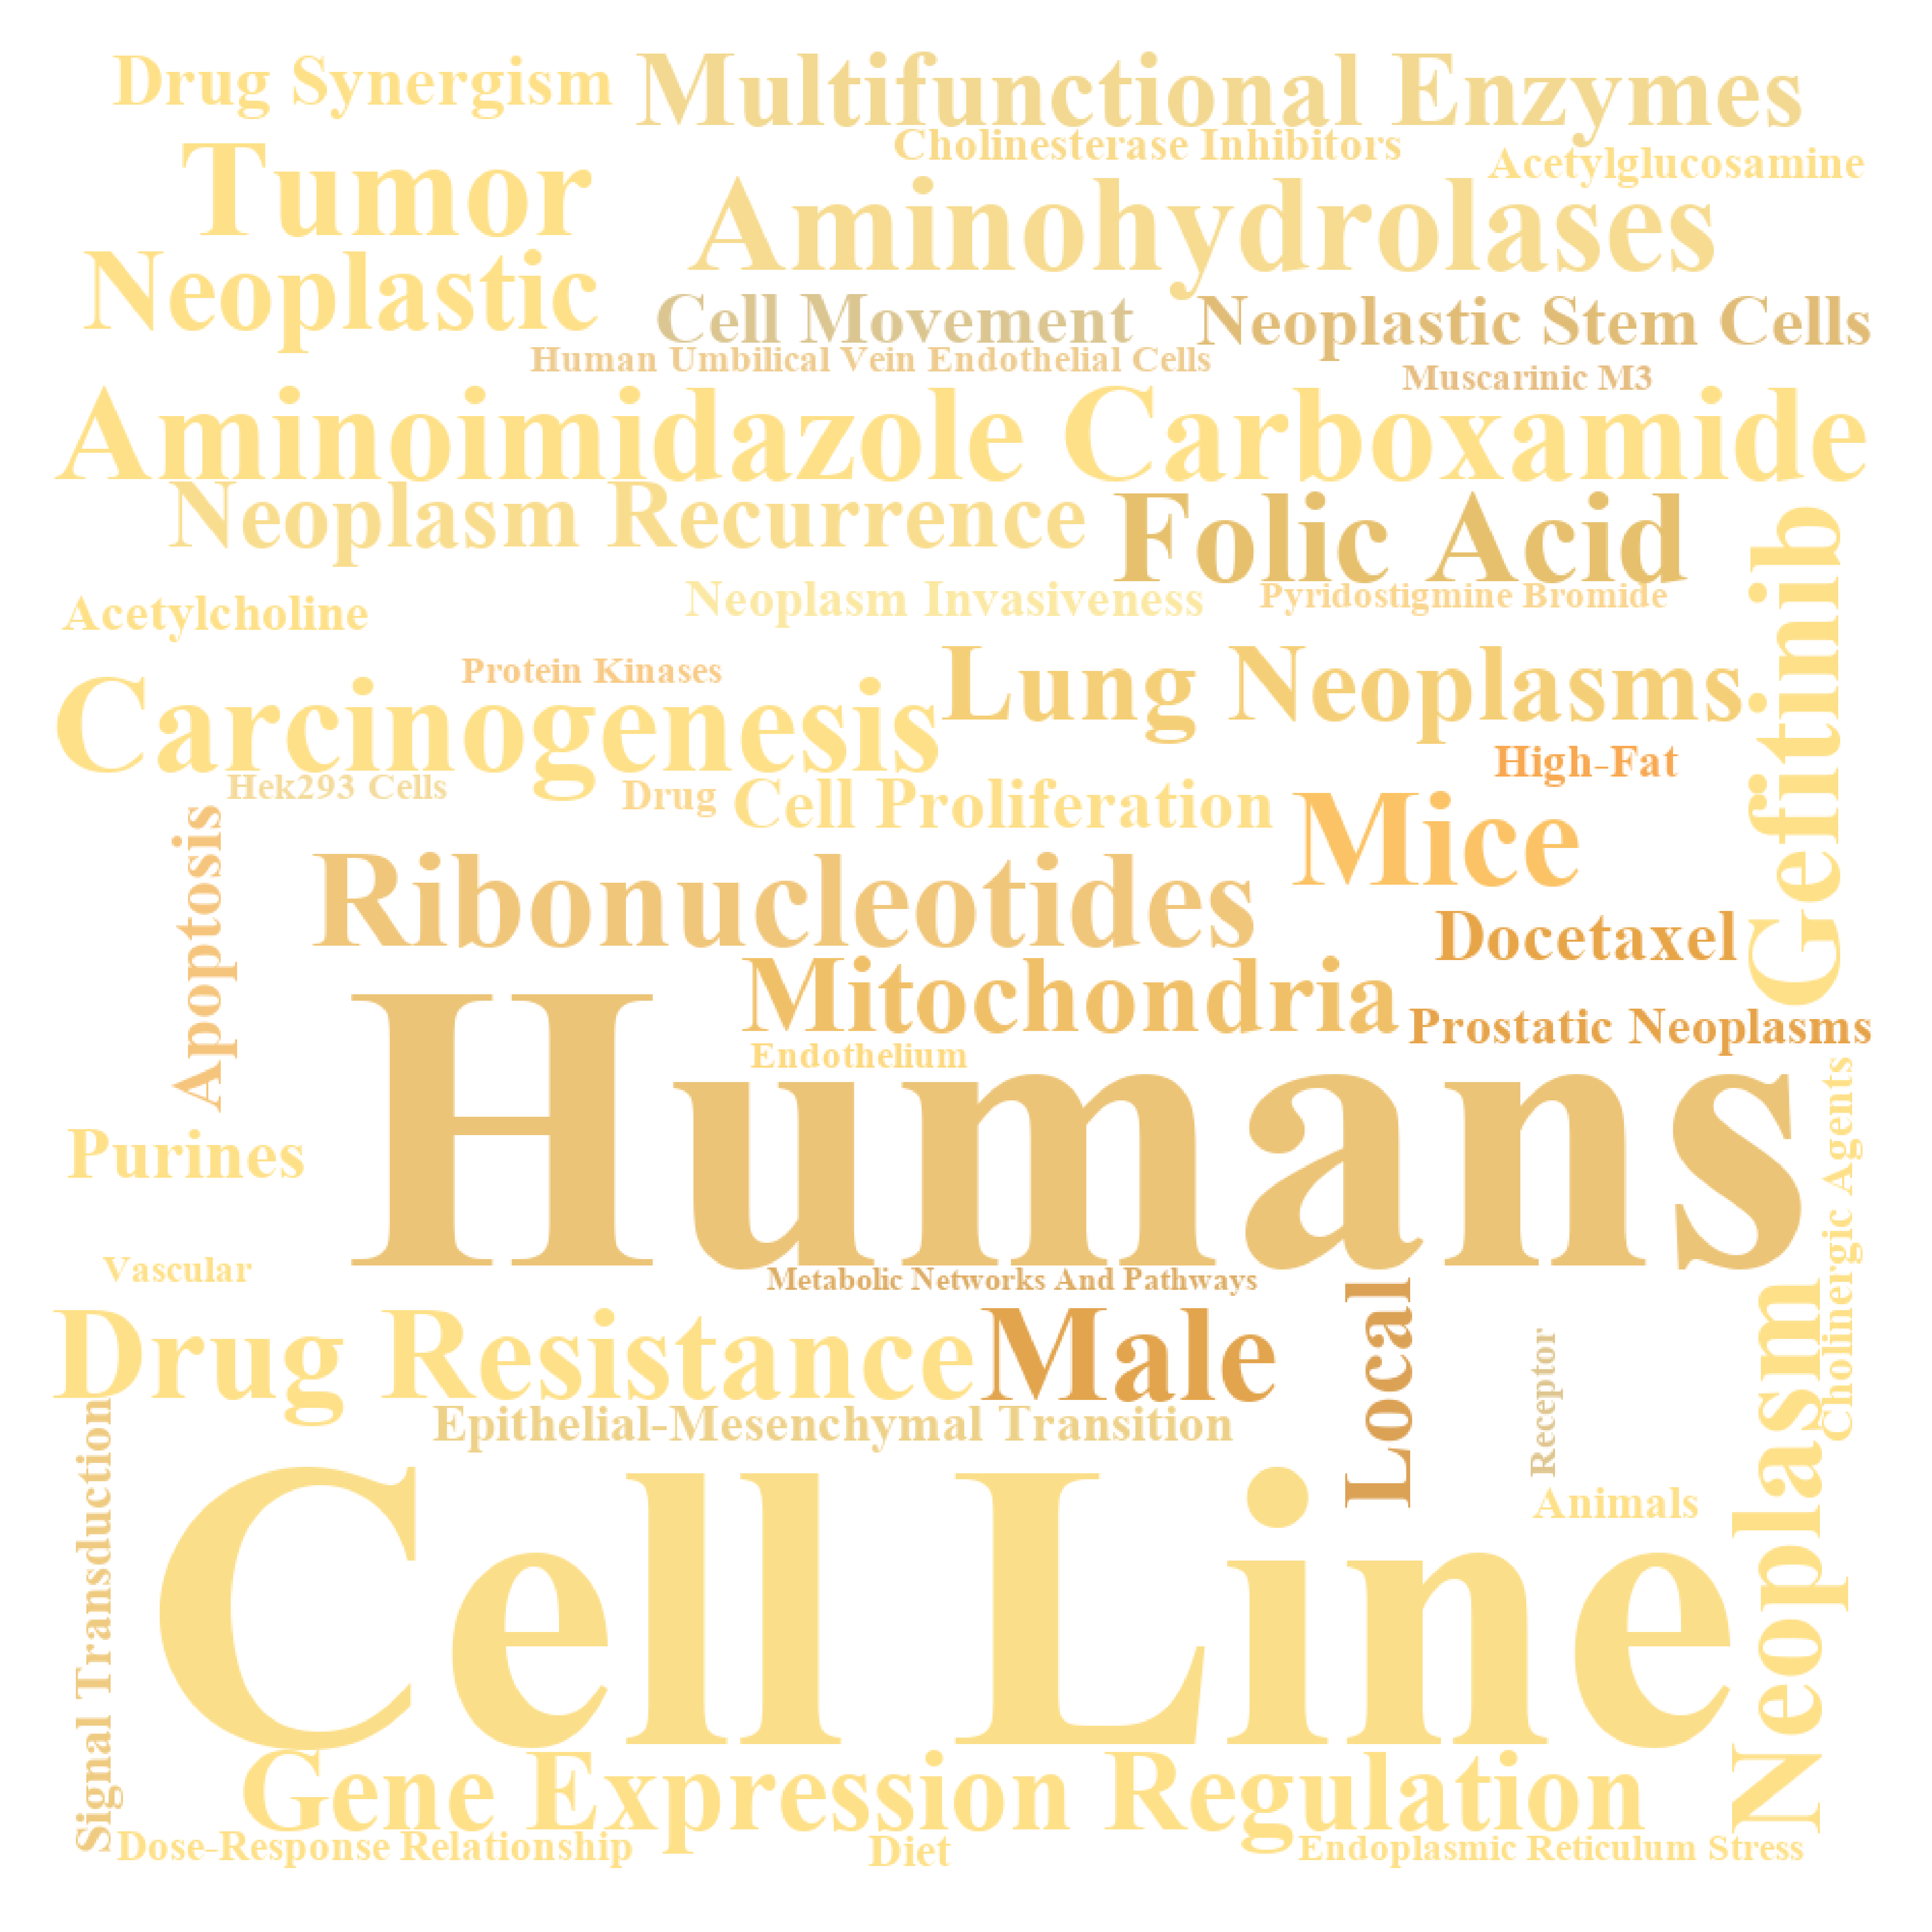 Drug Synergism
Multifunctional Enzymes
Cholinesterase Inhibitors
Acetylglucosamine
Tumor
Aminohydrolases
Neoplastic
Cell Movement
Neoplastic Stem Cells
Human Umbilical Vein Endothelial Cells
Muscarinic M3
Aminoimidazole Carboxamide
Neoplasm Recurrence
Folic Acid
Gefitinib
Acetylcholine
Neoplasm Invasiveness
Pyridostigmine Bromide
Protein Kinases
Lung Neoplasms
Carcinogenesis
High-Fat
Hek293 Cells
Drug
Cell Proliferation
Mice
Apoptosis
Ribonucleotides
Docetaxel
Mitochondria
Prostatic Neoplasms
Endothelium
Humans
Purines
Cholinergic Agents
Vascular
Metabolic Networks And Pathways
Drug Resistance
Male
Local
Receptor
Neoplasm
Epithelial-Mesenchymal Transition
Signal Transduction
Cell Line
Animals
Gene Expression Regulation
Dose-Response Relationship
Diet
Endoplasmic Reticulum Stress